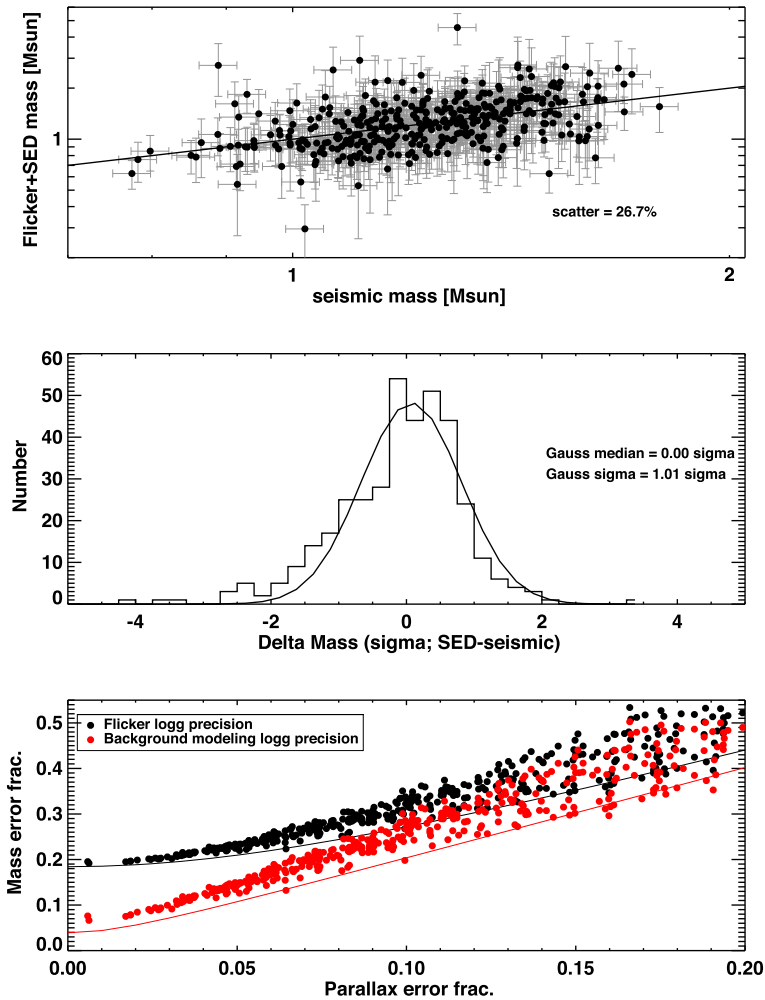 Flicker+SED mass [Msun]
1
scatter = 26.7%
1
2
seismic mass [Msun]
60
50
40
30
20
10
0
Number
Gauss median = 0.00 sigma
Gauss sigma = 1.01 sigma
-4
-2
0
2
4
Delta Mass (sigma; SED-seismic)
0.5
0.4
0.3
0.2
0.1
0.0
Mass error frac.
Flicker logg precision
Background modeling logg precision
0.00
0.05
0.10
0.15
0.20
Parallax error frac.